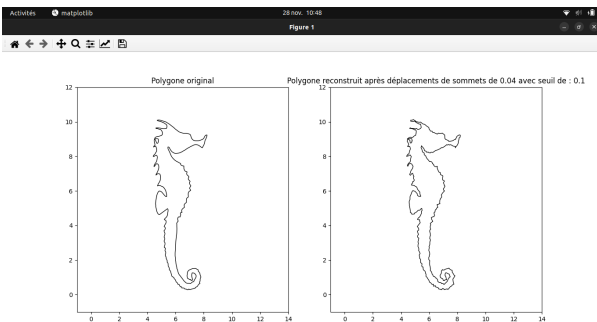 Activités matplotlib 28 nov. 10:48
Figure 1
Polygone original
Polygone reconstruit après déplacements de sommets de 0.04 avec seuil de : 0.1
12 12
10 10
8 8
6 6
4 4
2 2
0 0
0 2 4 6 8 10 12 14 0 2 4 6 8 10 12 14